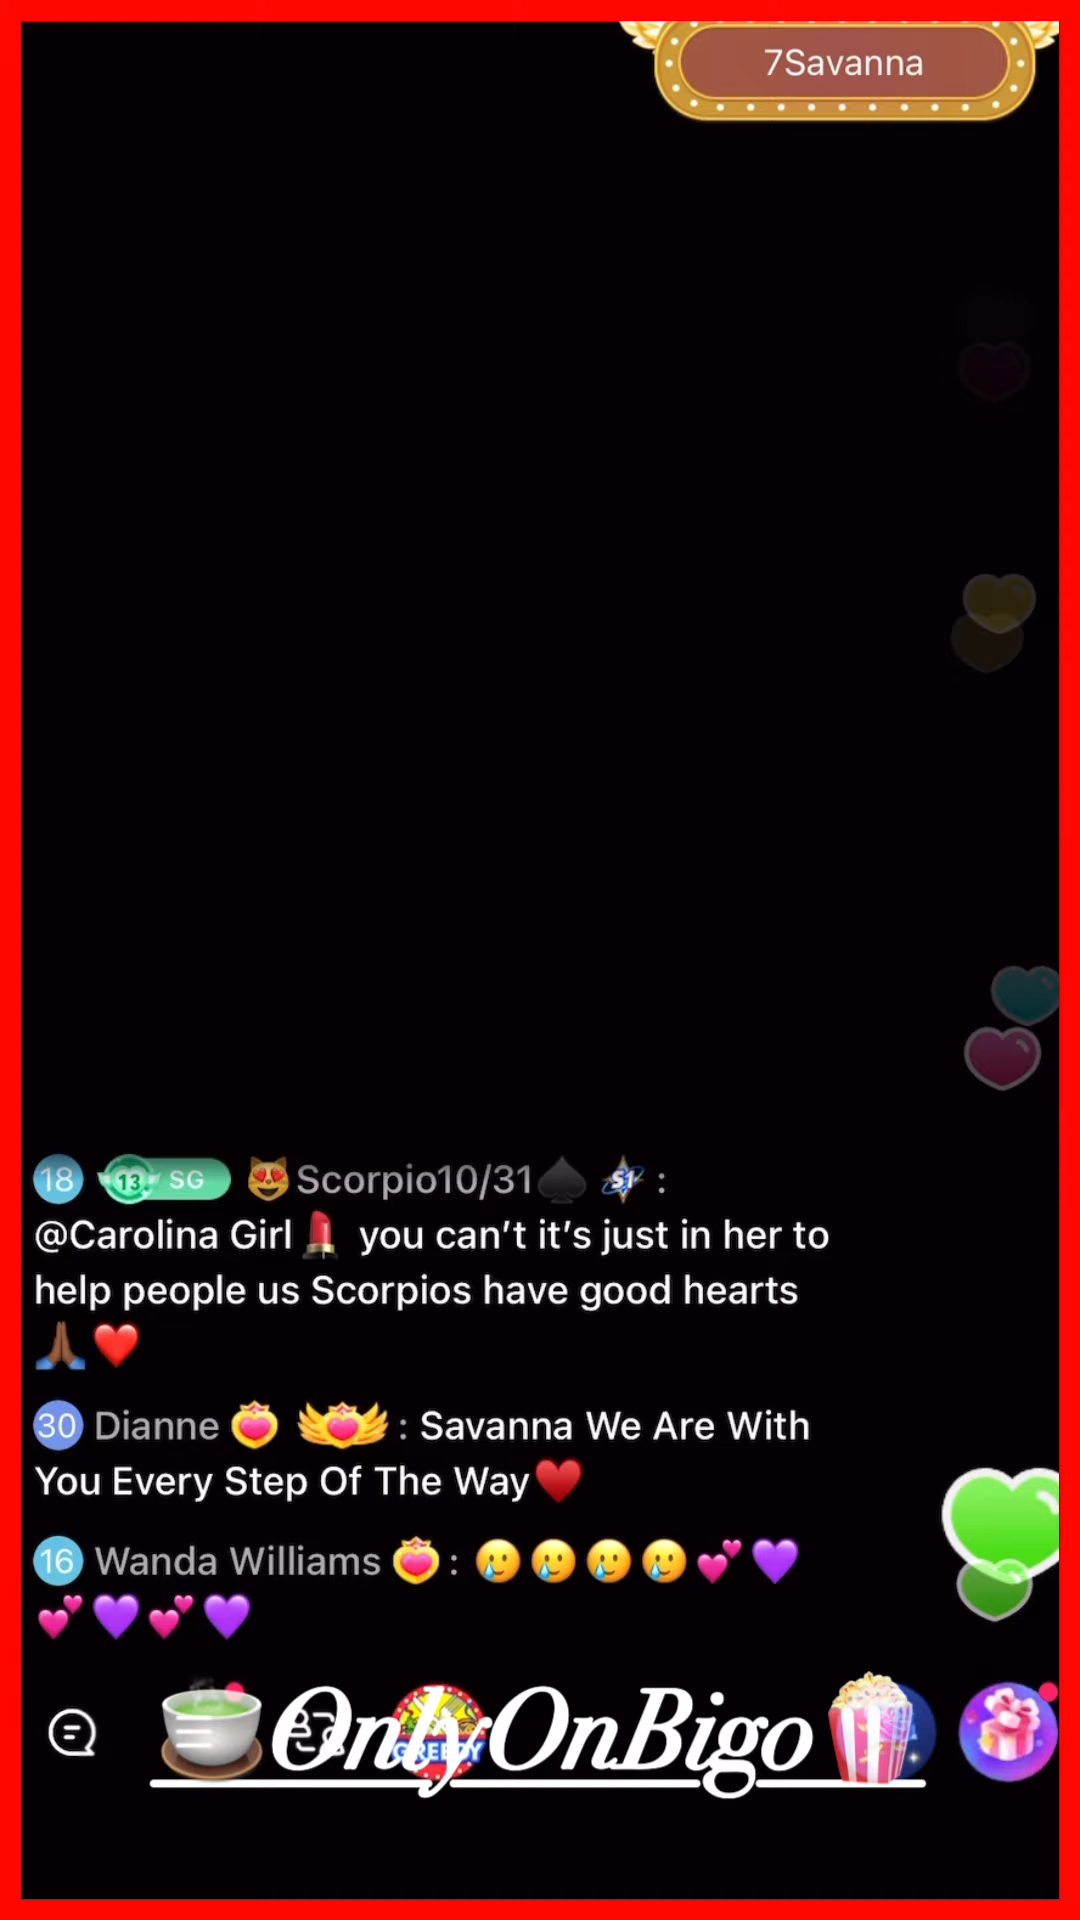 7Savanna
18 13 SG 😻Scorpio10/31♠️ S1 :
@Carolina Girl💄 you can’t it’s just in her to
help people us Scorpios have good hearts
🙏🏾❤️
30 Dianne : Savanna We Are With
You Every Step Of The Way♥️
16 Wanda Williams : 🥲🥲🥲🥲💕💜
💕💜💕💜
🍵OnlyOnBigo🍿
GREEDY